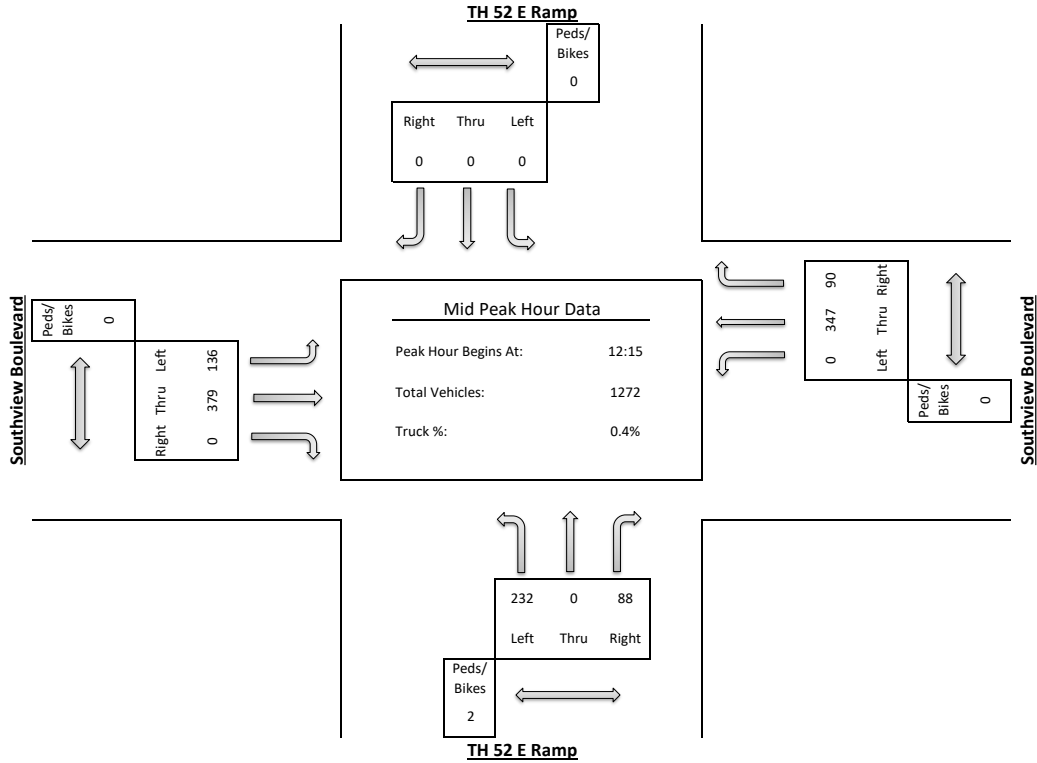 TH 52 E Ramp
Peds/
Bikes
0
Right Thru Left
0 0 0
Southview Boulevard
Peds/
Bikes
0
Right Thru Left
0 379 136
Mid Peak Hour Data
Peak Hour Begins At: 12:15
Total Vehicles: 1272
Truck %: 0.4%
0 347 90
Left Thru Right
Peds/
Bikes
0
Southview Boulevard
232 0 88
Left Thru Right
Peds/
Bikes
2
TH 52 E Ramp